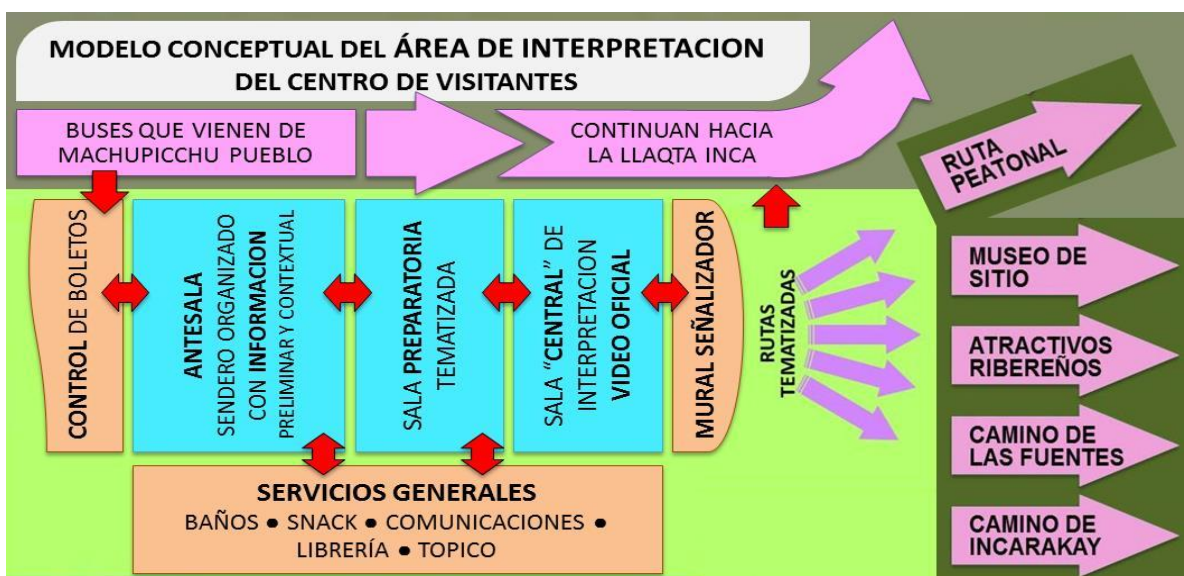 MODELO CONCEPTUAL DEL ÁREA DE INTERPRETACION
DEL CENTRO DE VISITANTES
BUSES QUE VIENEN DE
MACHUPICCHU PUEBLO
CONTINUAN HACIA
LA LLAQTA INCA
RUTA
PEATONAL
CONTROL DE BOLETOS
ANTESALA
SENDERO ORGANIZADO
CON INFORMACION
PRELIMINAR Y CONTEXTUAL
SALA PREPARATORIA
TEMATIZADA
SALA “CENTRAL” DE
INTERPRETACION
VIDEO OFICIAL
MURAL SEÑALIZADOR
RUTAS
TEMATIZADAS
MUSEO DE
SITIO
ATRACTIVOS
RIBEREÑOS
CAMINO DE
LAS FUENTES
CAMINO DE
INCARAKAY
SERVICIOS GENERALES
BAÑOS ● SNACK ● COMUNICACIONES ●
LIBRERÍA ● TOPICO